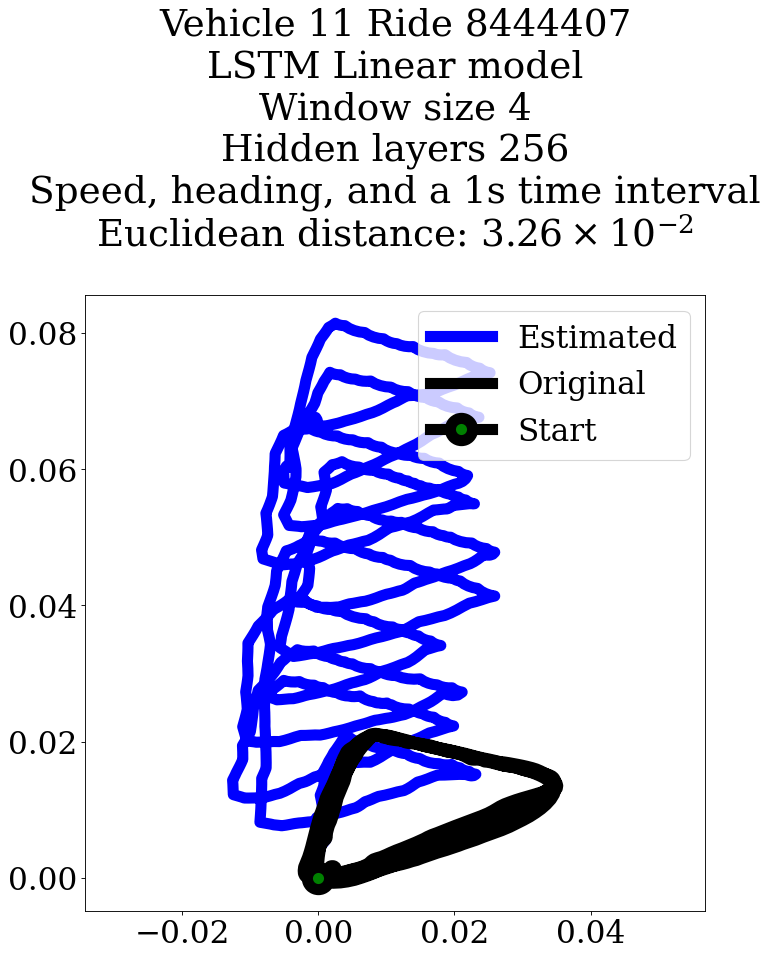 Vehicle 11 Ride 8444407
LSTM Linear model
Window size 4
Hidden layers 256
Speed, heading, and a 1s time interval
Euclidean distance: 3.26 × 10⁻²
Estimated
Original
Start
0.08
0.06
0.04
0.02
0.00
−0.02 0.00 0.02 0.04